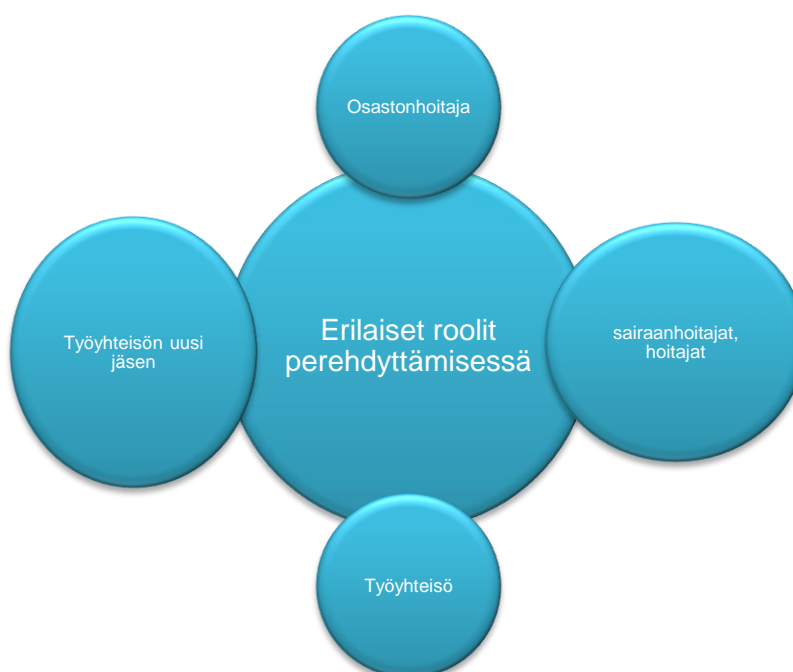 Osastonhoitaja
Erilaiset roolit
perehdyttämisessä
Työyhteisön uusi
jäsen
sairaanhoitajat,
hoitajat
Työyhteisö